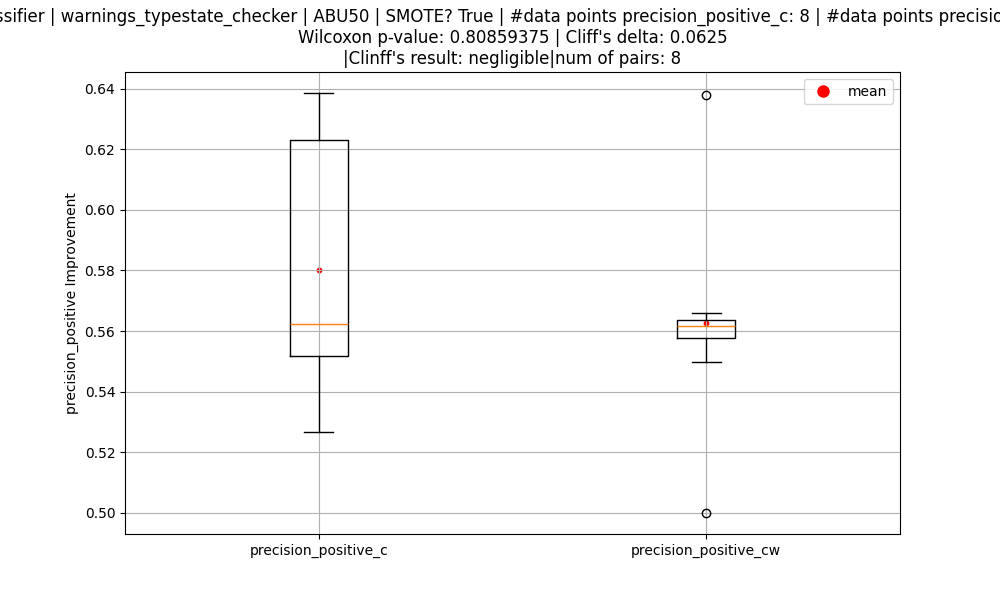 | warnings_typestate_checker | ABU50 | SMOTE? True | #data points precision_positive_c: 8 | #data points
Wilcoxon p-value: 0.80859375 | Cliff's delta: 0.0625
|Clinff's result: negligible|num of pairs: 8
mean
precision_positive Improvement
0.64
0.62
0.60
0.58
0.56
0.54
0.52
0.50
precision_positive_c
precision_positive_cw